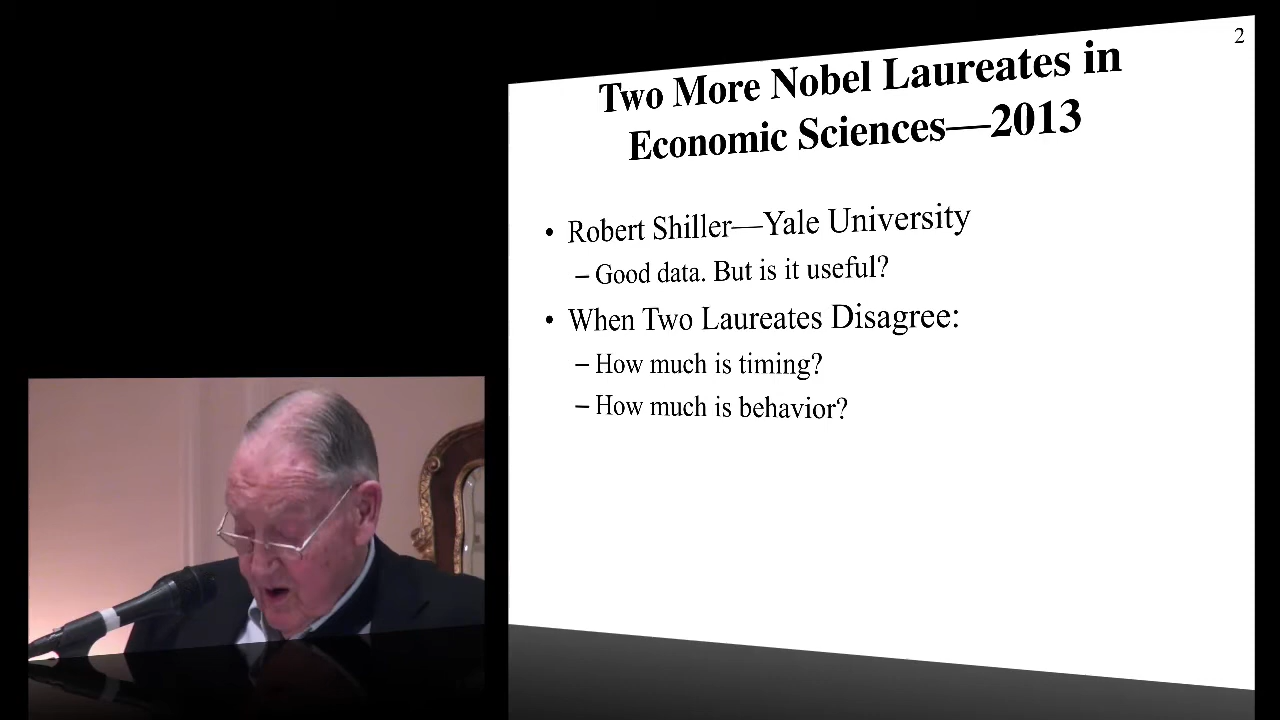 2
Two More Nobel Laureates in
Economic Sciences—2013
• Robert Shiller—Yale University
– Good data. But is it useful?
• When Two Laureates Disagree:
– How much is timing?
– How much is behavior?